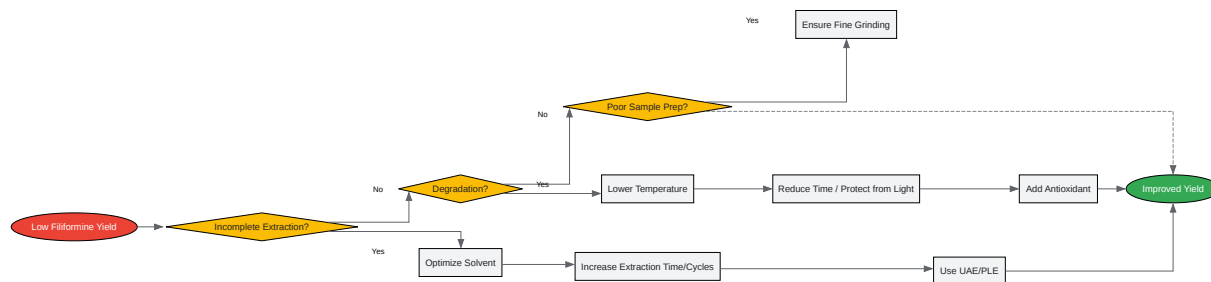 Yes
Ensure Fine Grinding
Poor Sample Prep?
No
No
Degradation?
Yes
Lower Temperature
Reduce Time / Protect from Light
Add Antioxidant
Improved Yield
Low Filiformine Yield
Incomplete Extraction?
Yes
Optimize Solvent
Increase Extraction Time/Cycles
Use UAE/PLE